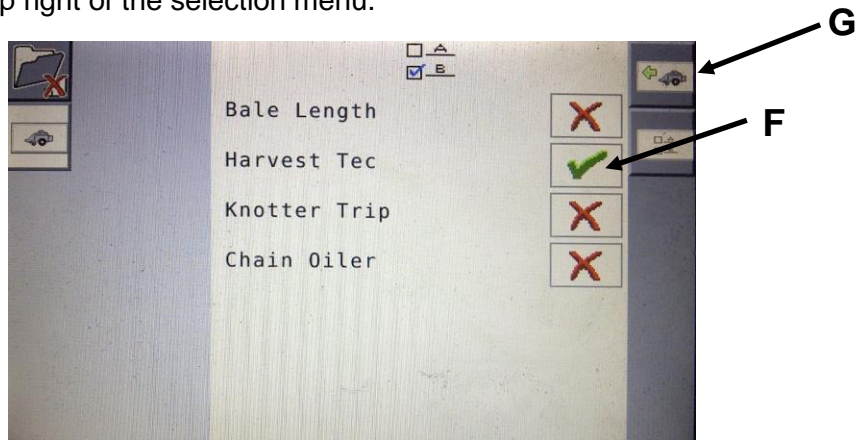 p right of the selection menu.
G
A
B
Bale Length
F
Harvest Tec
Knotter Trip
Chain Oiler